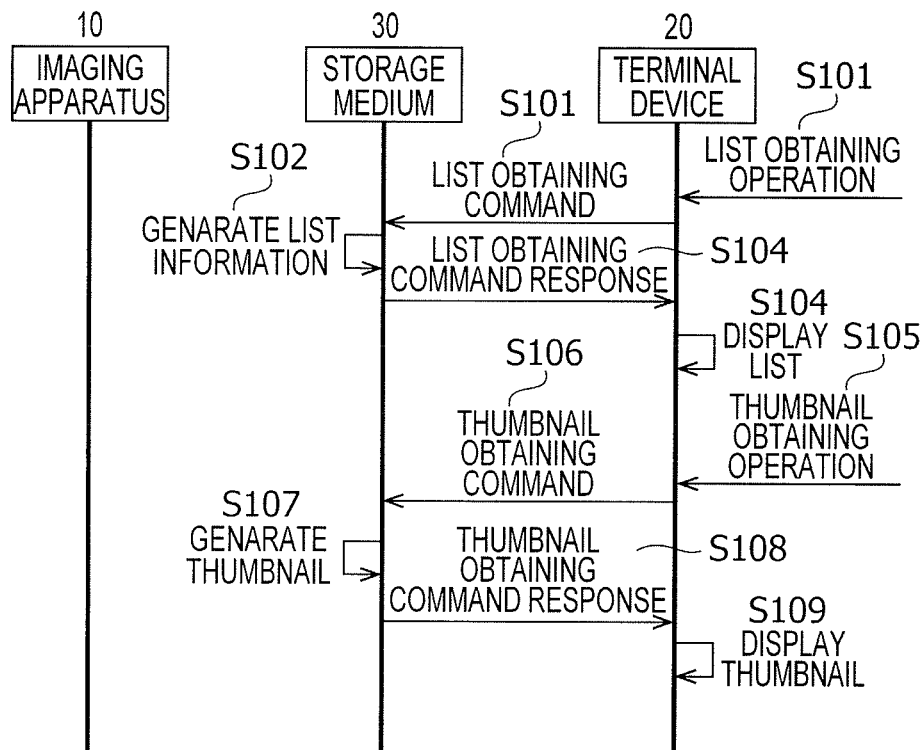 10
30
20
IMAGING
APPARATUS
STORAGE
MEDIUM
TERMINAL
DEVICE
S101
LIST OBTAINING
OPERATION
S101
LIST OBTAINING
COMMAND
S102
GENARATE LIST
INFORMATION
LIST OBTAINING
COMMAND RESPONSE
S104
S104
DISPLAY
LIST
S105
THUMBNAIL
OBTAINING
OPERATION
S106
THUMBNAIL
OBTAINING
COMMAND
S107
GENARATE
THUMBNAIL
THUMBNAIL
OBTAINING
COMMAND RESPONSE
S108
S109
DISPLAY
THUMBNAIL